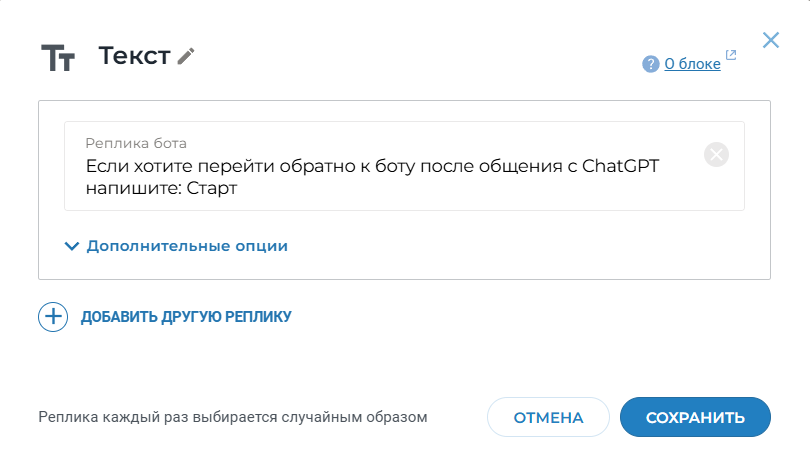 Тт Текст
? О блоке
Реплика бота
Если хотите перейти обратно к боту после общения с ChatGPT
напишите: Старт
Дополнительные опции
ДОБАВИТЬ ДРУГУЮ РЕПЛИКУ
Реплика каждый раз выбирается случайным образом
ОТМЕНА
СОХРАНИТЬ